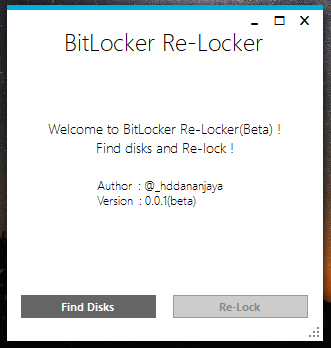 BitLocker Re-Locker
Welcome to BitLocker Re-Locker(Beta) !
Find disks and Re-lock !
Author : @_hddananjaya
Version : 0.0.1(beta)
Find Disks
Re-Lock